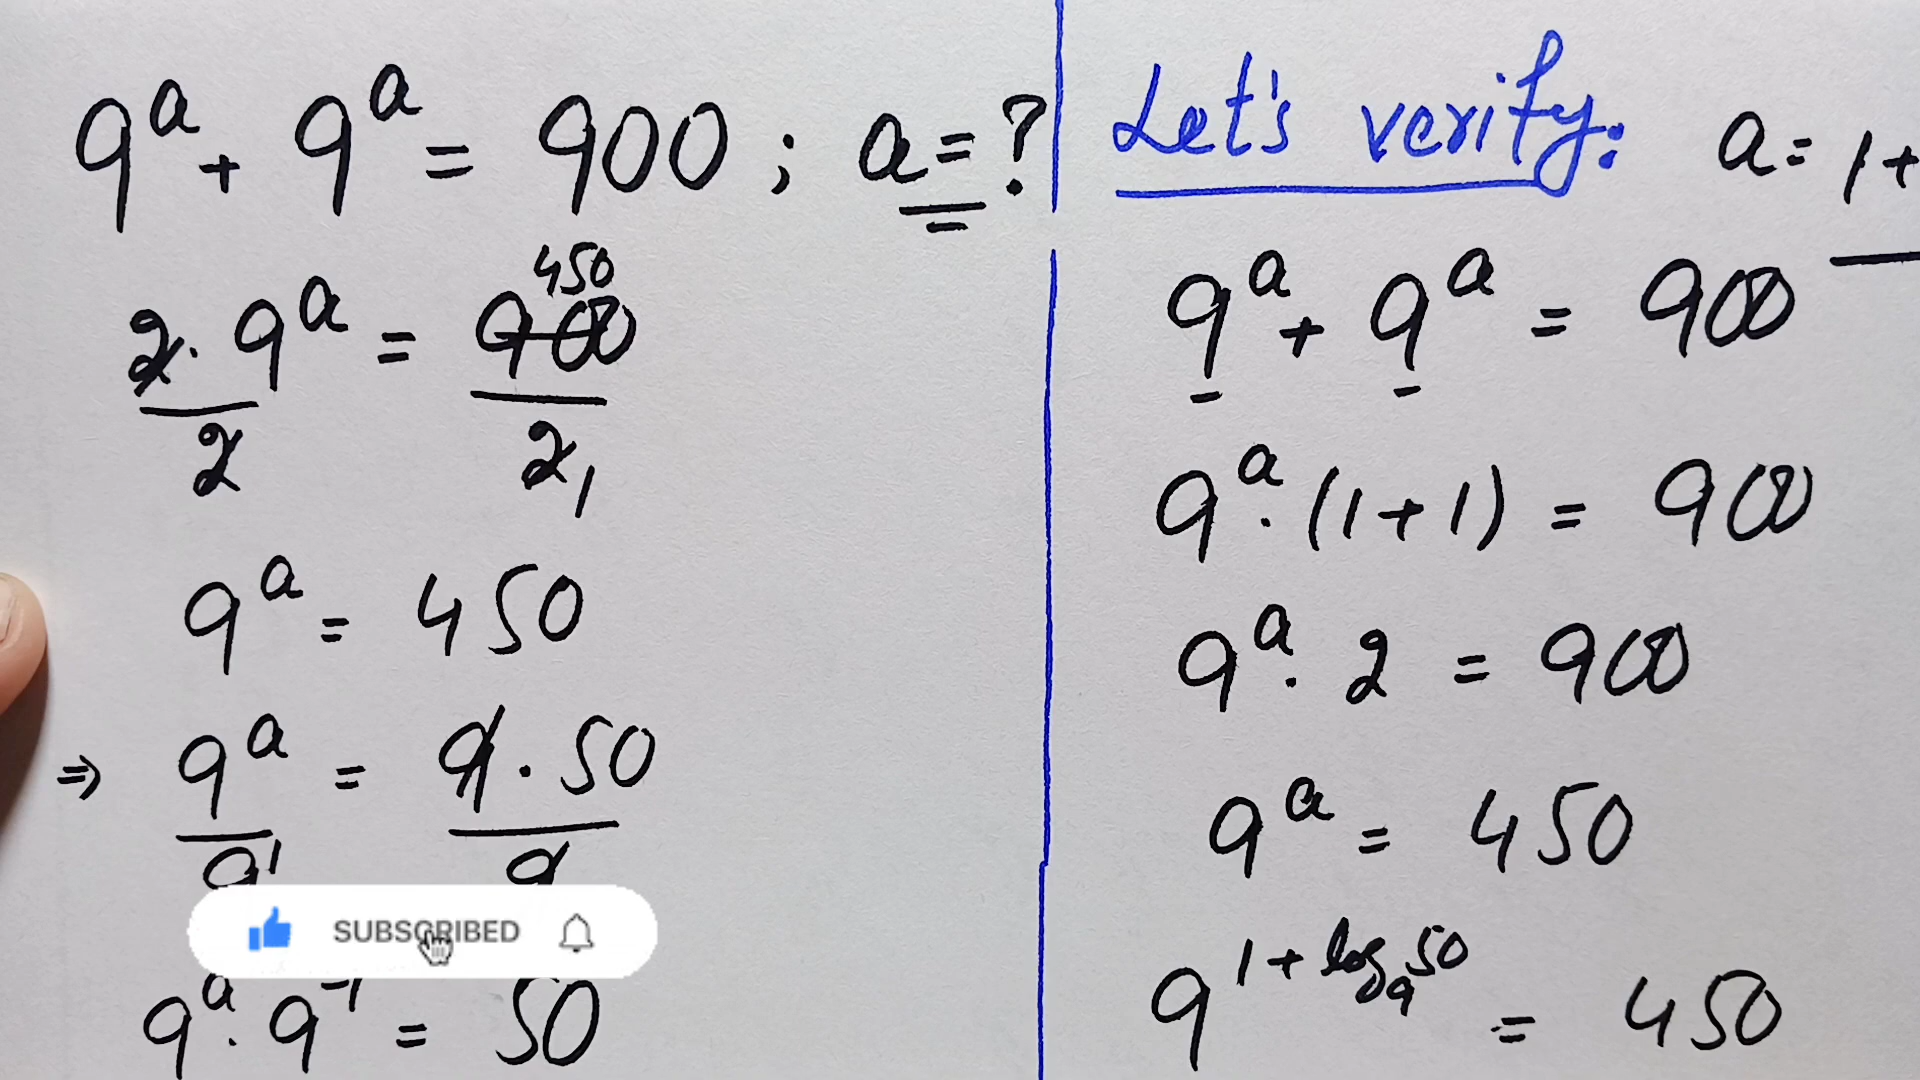 9^a + 9^a = 900 ; a = ?
450
2 · 9^a = 900
2 2 1
9^a = 450
⇒ 9^a = 9 · 50
9^1 9
SUBSCRIBED
9^a · 9^-1 = 50
Let's verify: a = 1 +
9^a + 9^a = 900
9^a · (1 + 1) = 900
9^a · 2 = 900
9^a = 450
9^(1 + log_9 50) = 450